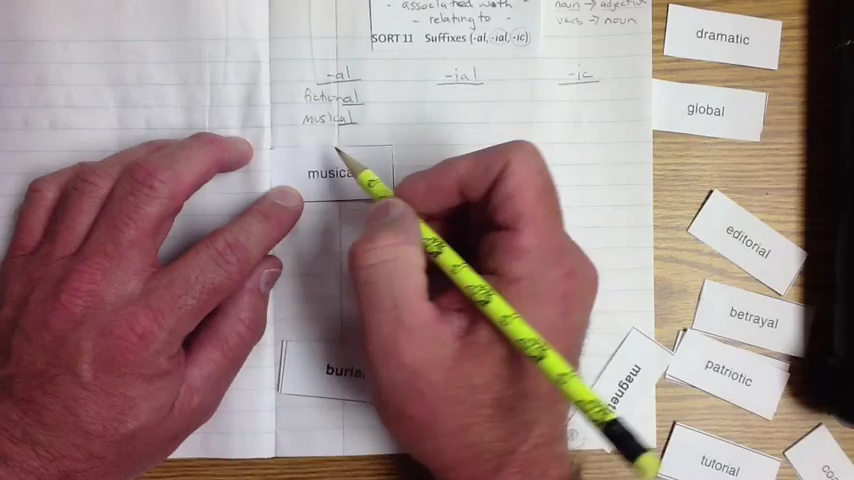 - associated with -
- relating to -
noun → adjective
verb → noun
SORT 11 Suffixes (-al, -ial, -ic)
-al
-ial
-ic
fictional
musical
dramatic
global
musica
editorial
betrayal
burial
patriotic
magnet
tutorial